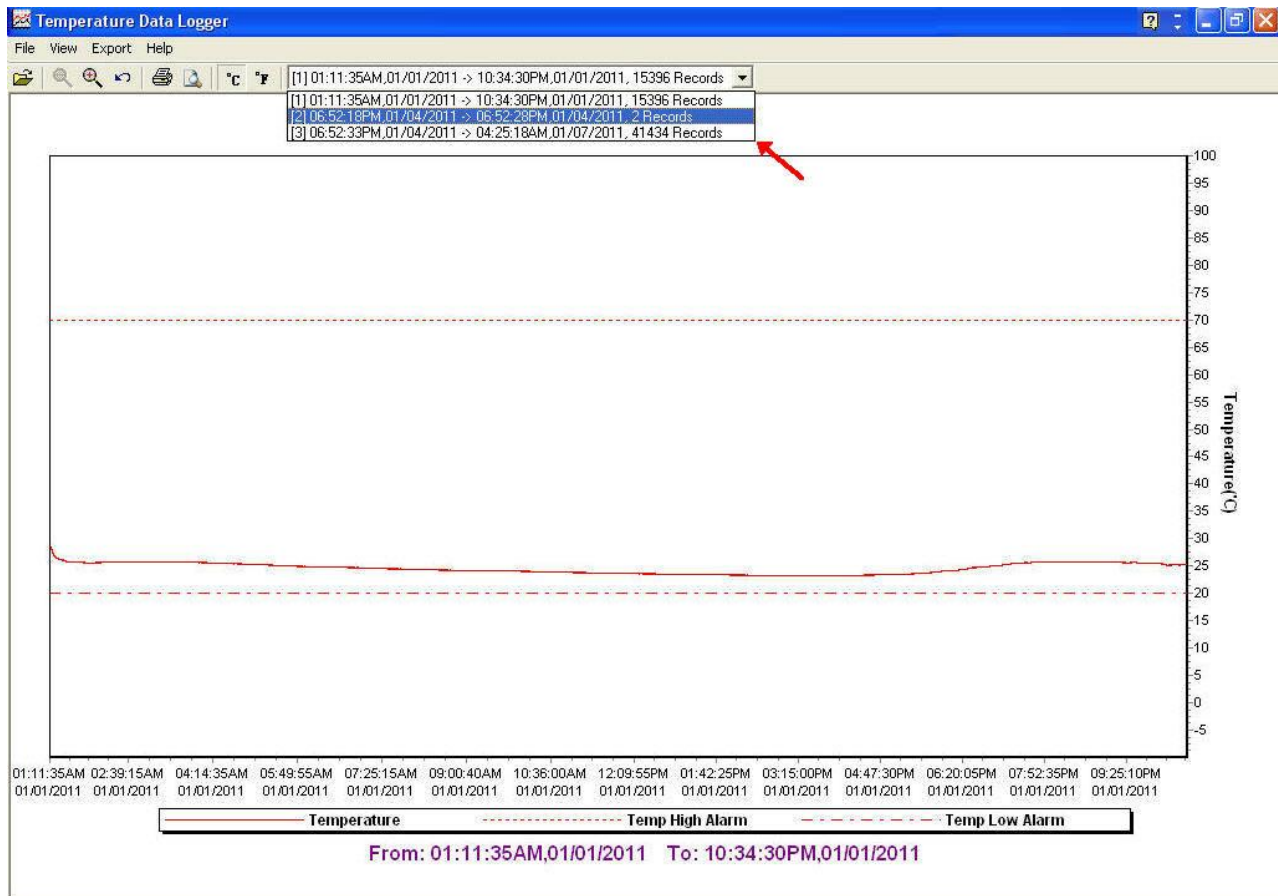 Temperature Data Logger
File View Export Help
°C °F [1] 01:11:35AM,01/01/2011 -> 10:34:30PM,01/01/2011, 15396 Records
[1] 01:11:35AM,01/01/2011 -> 10:34:30PM,01/01/2011, 15396 Records
[2] 06:52:18PM,01/04/2011 -> 06:52:28PM,01/04/2011, 2 Records
[3] 06:52:33PM,01/04/2011 -> 04:25:18AM,01/07/2011, 41434 Records
100
95
90
85
80
75
70
65
60
55
50
45
40
35
30
25
20
15
10
5
0
-5
Temperature(°C)
01:11:35AM 02:39:15AM 04:14:35AM 05:49:55AM 07:25:15AM 09:00:40AM 10:36:00AM 12:09:55PM 01:42:25PM 03:15:00PM 04:47:30PM 06:20:05PM 07:52:35PM 09:25:10PM
01/01/2011 01/01/2011 01/01/2011 01/01/2011 01/01/2011 01/01/2011 01/01/2011 01/01/2011 01/01/2011 01/01/2011 01/01/2011 01/01/2011 01/01/2011 01/01/2011
Temperature Temp High Alarm Temp Low Alarm
From: 01:11:35AM,01/01/2011 To: 10:34:30PM,01/01/2011